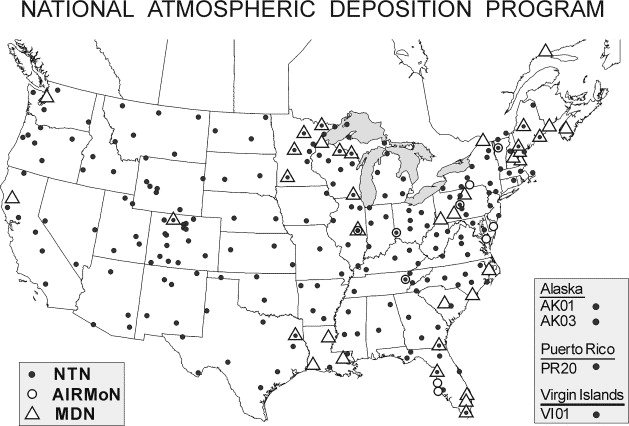 NATIONAL ATMOSPHERIC DEPOSITION PROGRAM
Alaska
AK01
AK03
Puerto Rico
PR20
Virgin Islands
VI01
NTN
AIRMoN
MDN